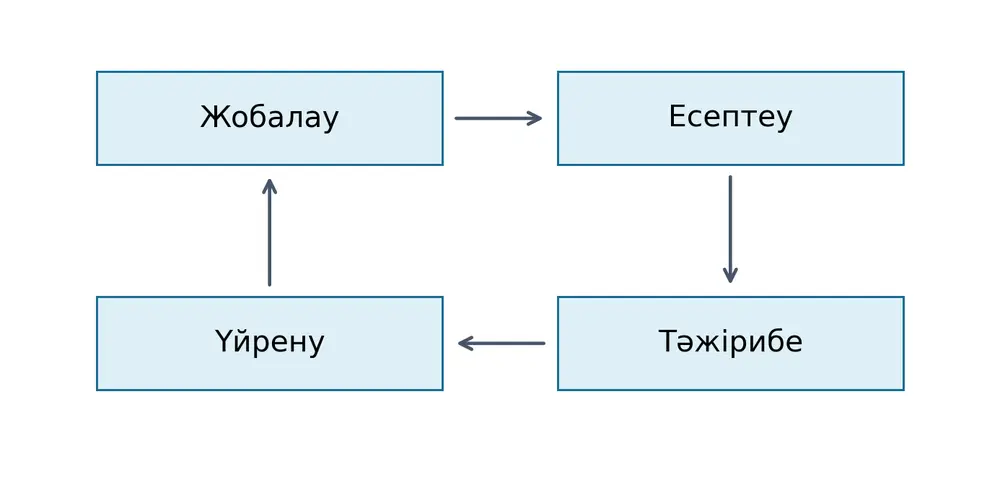 Жобалау
Есептеу
Үйрену
Тәжірибе